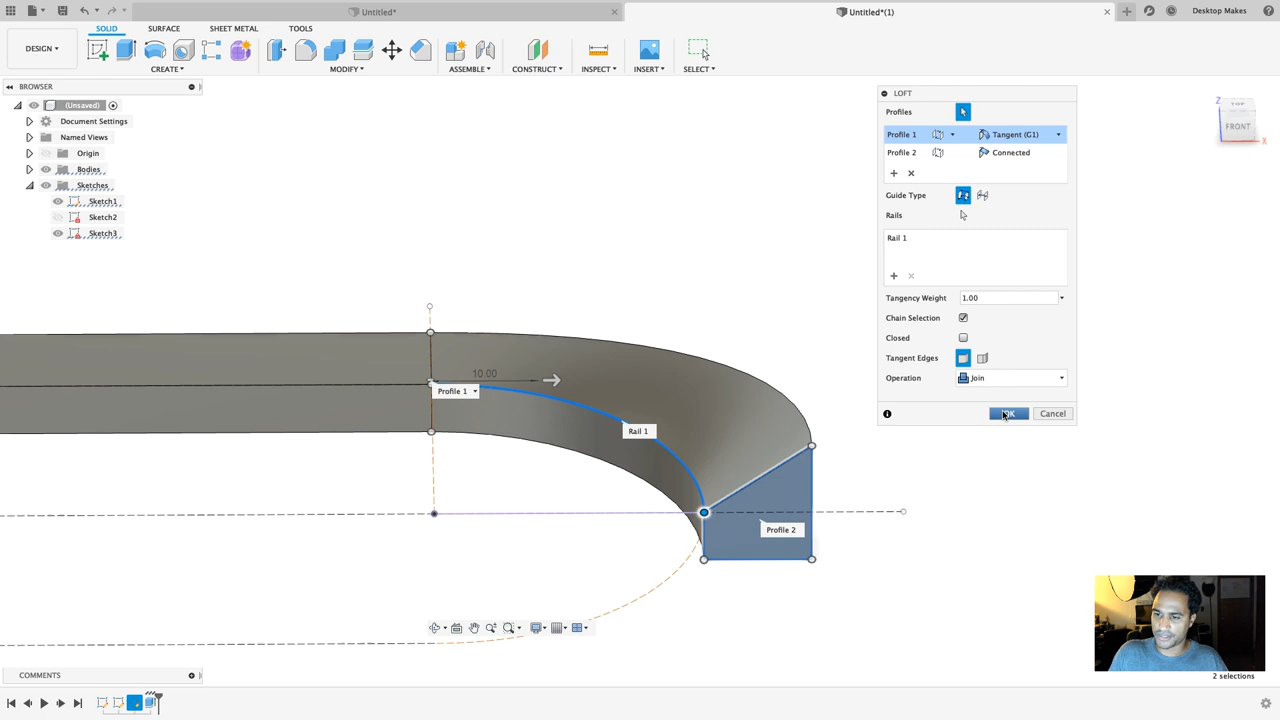 Untitled*
Untitled*(1)
Desktop Makes
DESIGN
SOLID
SURFACE
SHEET METAL
TOOLS
CREATE
MODIFY
ASSEMBLE
CONSTRUCT
INSPECT
INSERT
SELECT
BROWSER
(Unsaved)
Document Settings
Named Views
Origin
Bodies
Sketches
Sketch1
Sketch2
Sketch3
10.00
Profile 1
Rail 1
Profile 2
LOFT
Profiles
Profile 1 Tangent (G1)
Profile 2 Connected
Guide Type
Rails
Rail 1
Tangency Weight 1.00
Chain Selection
Closed
Tangent Edges
Operation Join
OK Cancel
Z TOP
FRONT
X
COMMENTS
2 selections